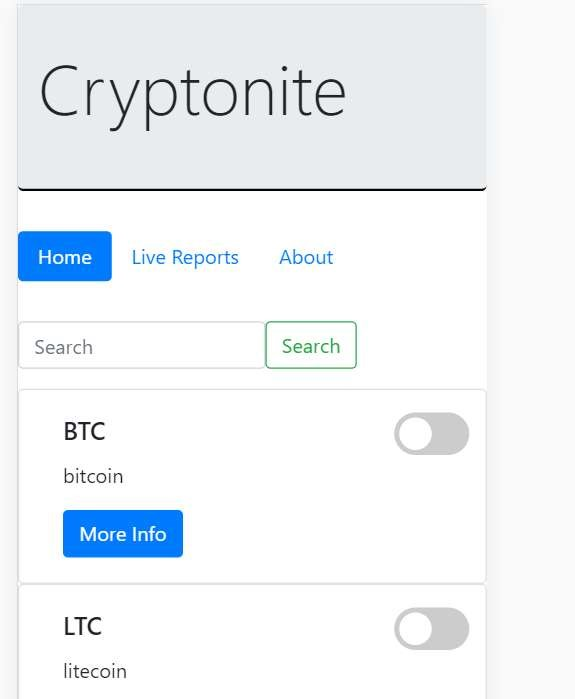 Cryptonite
Home Live Reports About
Search Search
BTC
bitcoin
More Info
LTC
litecoin